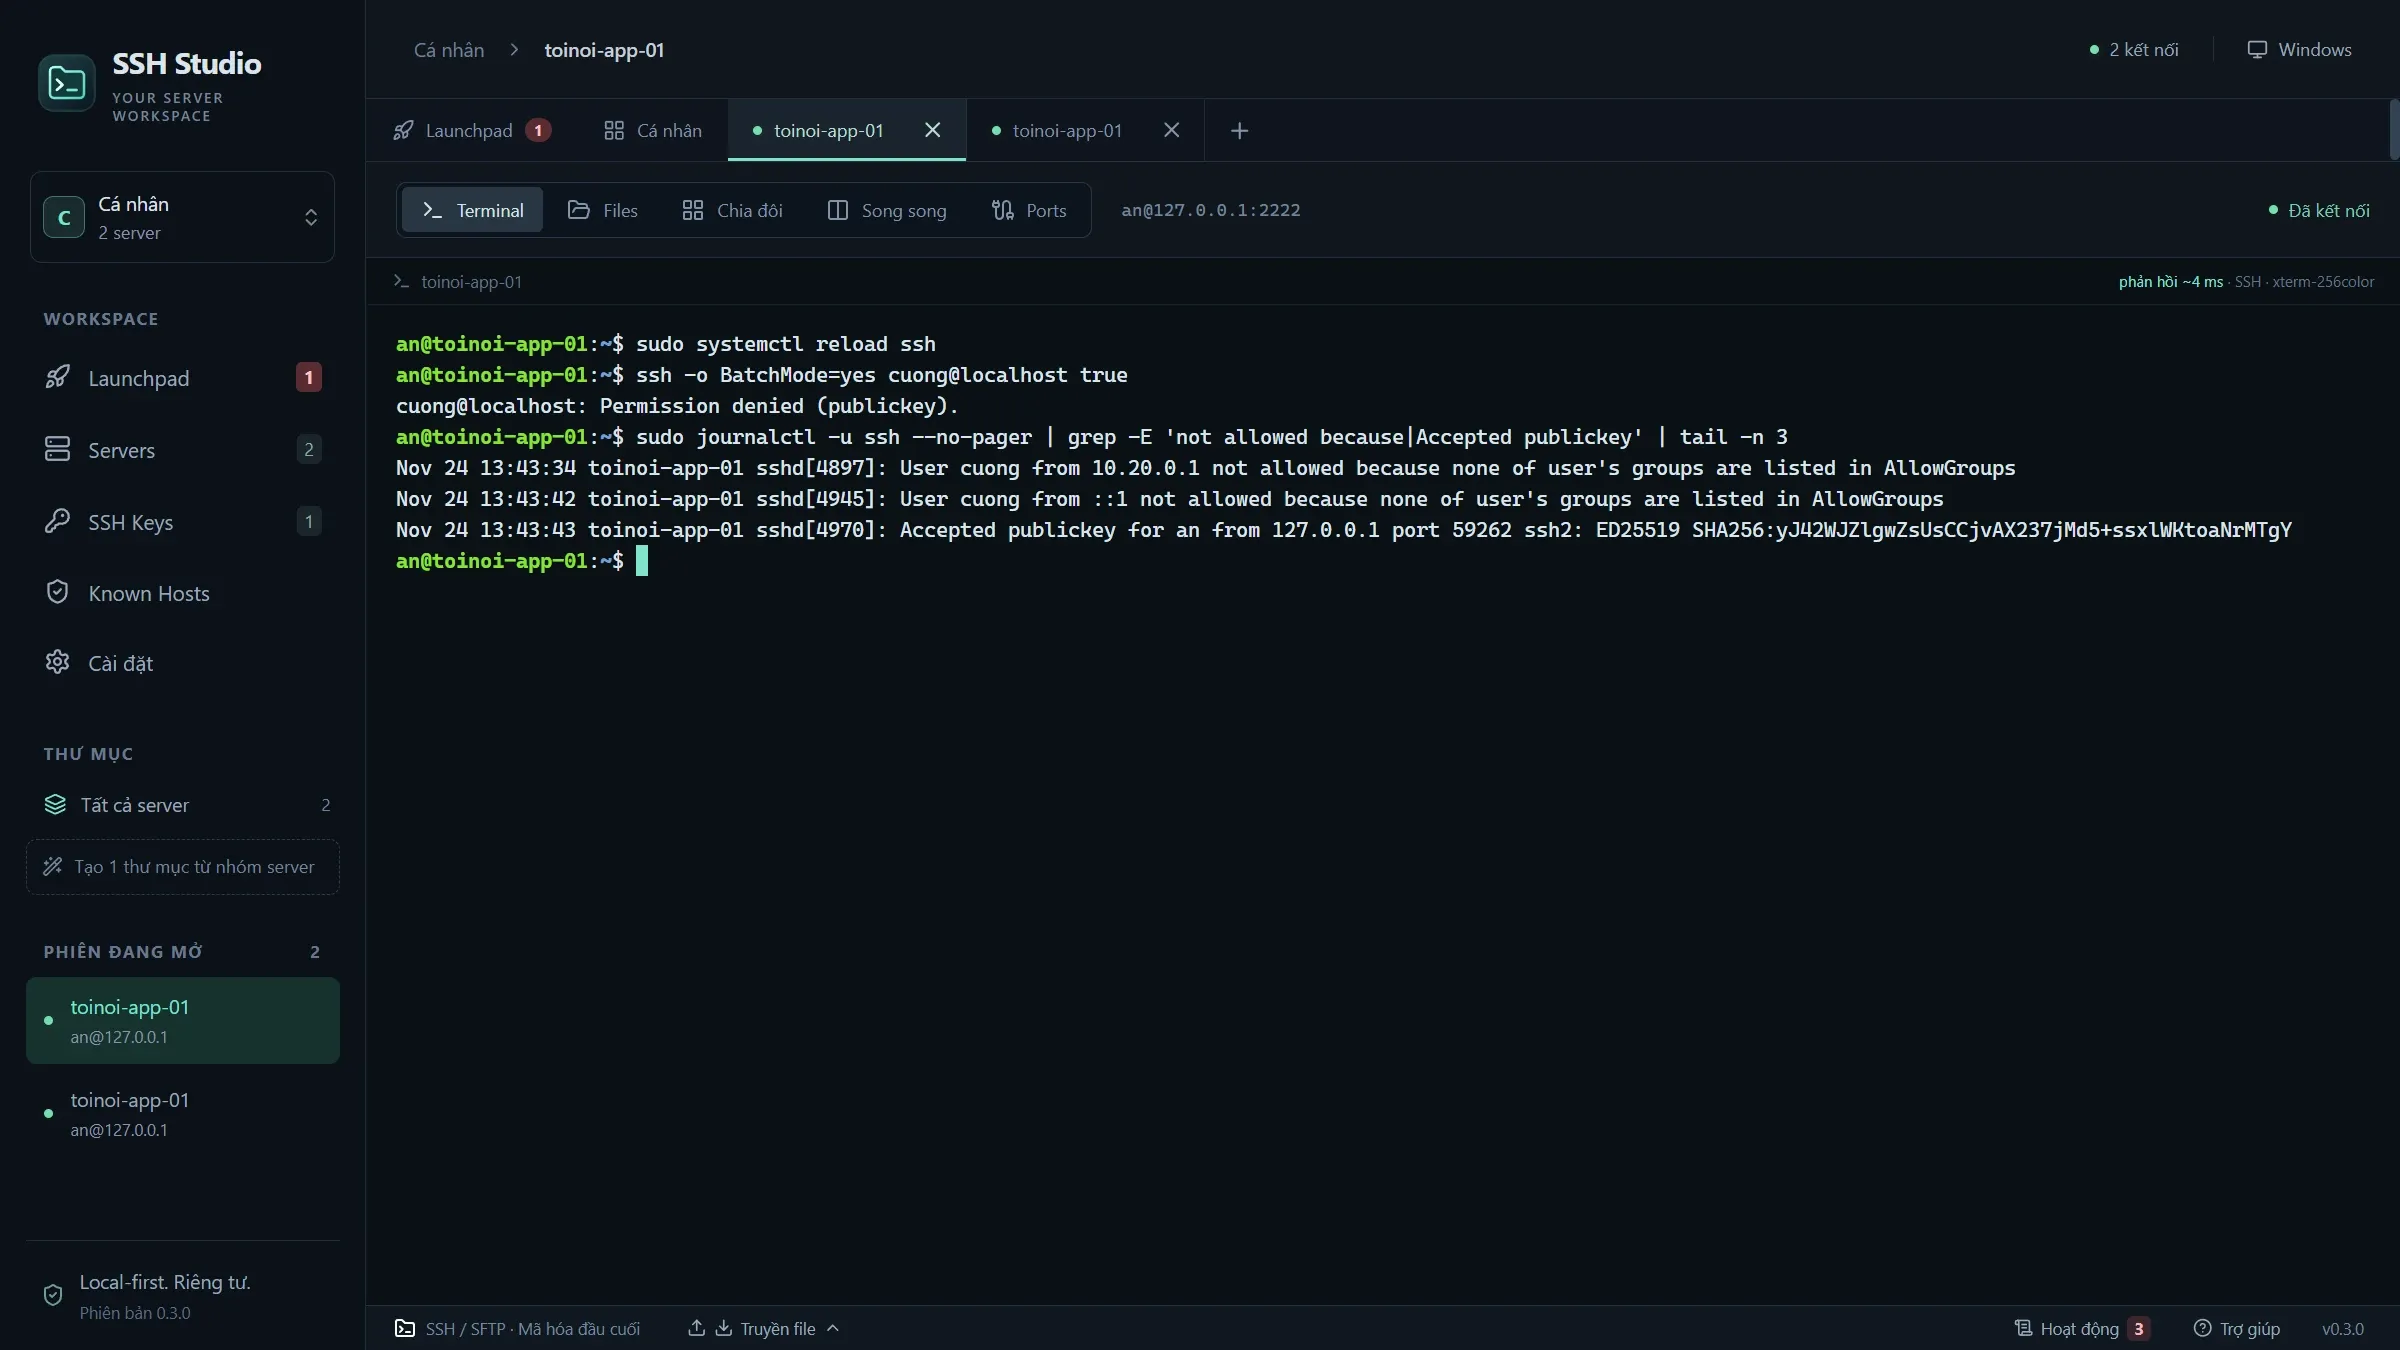 SSH Studio
YOUR SERVER
WORKSPACE
C
Cá nhân
2 server
WORKSPACE
Launchpad 1
Servers 2
SSH Keys 1
Known Hosts
Cài đặt
THƯ MỤC
Tất cả server 2
Tạo 1 thư mục từ nhóm server
PHIÊN ĐANG MỞ 2
toinoi-app-01
an@127.0.0.1
toinoi-app-01
an@127.0.0.1
Local-first. Riêng tư.
Phiên bản 0.3.0
Cá nhân > toinoi-app-01
2 kết nối
Windows
Launchpad 1
Cá nhân
toinoi-app-01
toinoi-app-01
Terminal
Files
Chia đôi
Song song
Ports
an@127.0.0.1:2222
Đã kết nối
toinoi-app-01
phản hồi ~4 ms · SSH · xterm-256color
an@toinoi-app-01:~$ sudo systemctl reload ssh
an@toinoi-app-01:~$ ssh -o BatchMode=yes cuong@localhost true
cuong@localhost: Permission denied (publickey).
an@toinoi-app-01:~$ sudo journalctl -u ssh --no-pager | grep -E 'not allowed because|Accepted publickey' | tail -n 3
Nov 24 13:43:34 toinoi-app-01 sshd[4897]: User cuong from 10.20.0.1 not allowed because none of user's groups are listed in AllowGroups
Nov 24 13:43:42 toinoi-app-01 sshd[4945]: User cuong from ::1 not allowed because none of user's groups are listed in AllowGroups
Nov 24 13:43:43 toinoi-app-01 sshd[4970]: Accepted publickey for an from 127.0.0.1 port 59262 ssh2: ED25519 SHA256:yJ42WJZlgwZsUsCCjvAX237jMd5+ssxlWKtoaNrMTgY
an@toinoi-app-01:~$
SSH / SFTP · Mã hóa đầu cuối
Truyền file
Hoạt động 3
Trợ giúp
v0.3.0